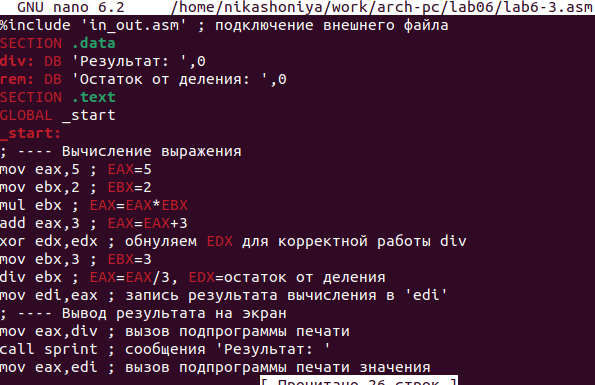 GNU nano 6.2 /home/nikashoniya/work/arch-pc/lab06/lab6-3.asm
%include 'in_out.asm' ; подключение внешнего файла
SECTION .data
div: DB 'Результат: ',0
rem: DB 'Остаток от деления: ',0
SECTION .text
GLOBAL _start
_start:
; ---- Вычисление выражения
mov eax,5 ; EAX=5
mov ebx,2 ; EBX=2
mul ebx ; EAX=EAX*EBX
add eax,3 ; EAX=EAX+3
xor edx,edx ; обнуляем EDX для корректной работы div
mov ebx,3 ; EBX=3
div ebx ; EAX=EAX/3, EDX=остаток от деления
mov edi,eax ; запись результата вычисления в 'edi'
; ---- Вывод результата на экран
mov eax,div ; вызов подпрограммы печати
call sprint ; сообщения 'Результат: '
mov eax,edi ; вызов подпрограммы печати значения
[ Прочитано 26 строк ]